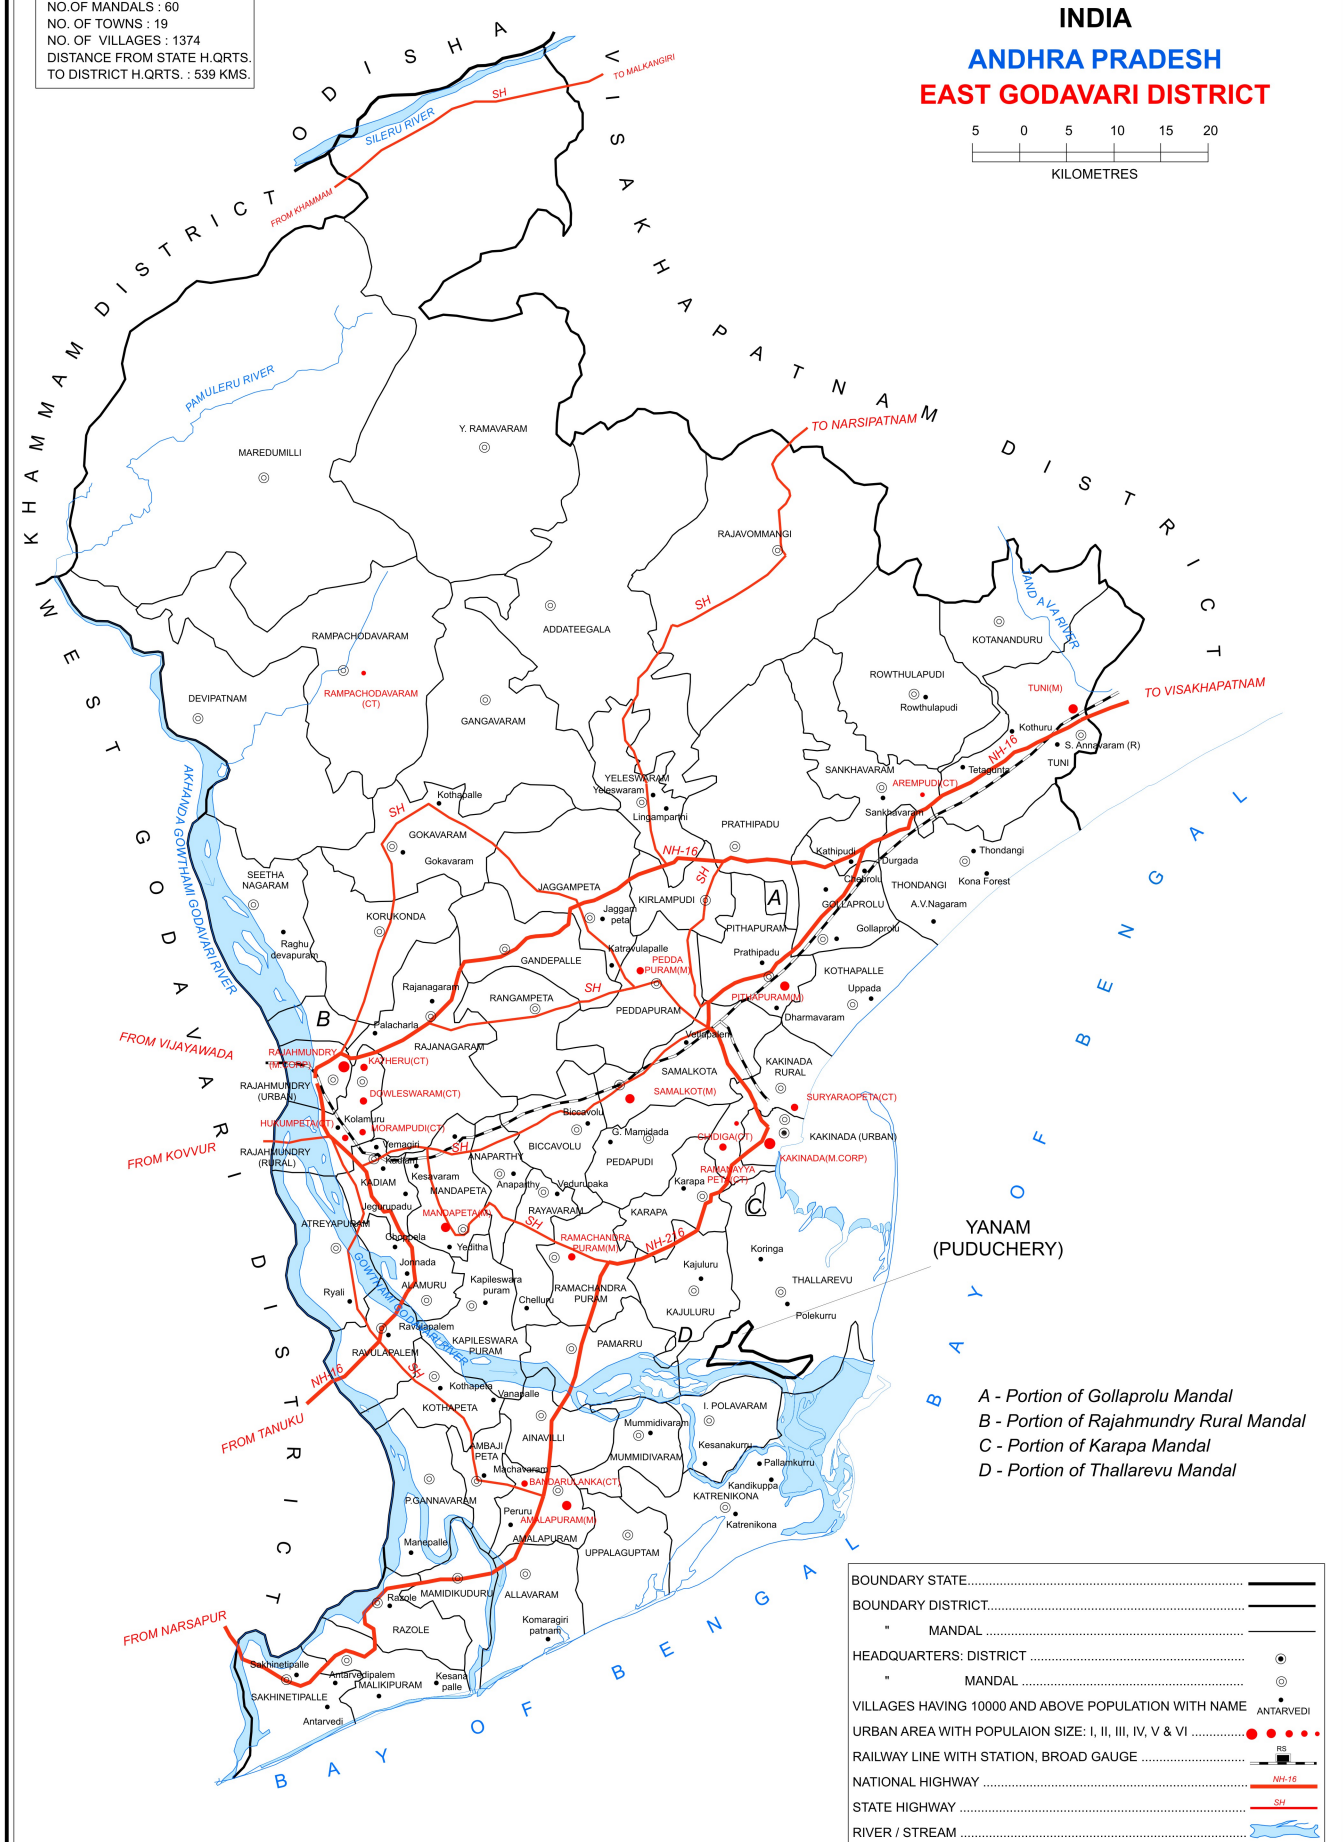 NO.OF MANDALS : 60
NO. OF TOWNS : 19
NO. OF VILLAGES : 1374
DISTANCE FROM STATE H.QRTS.
TO DISTRICT H.QRTS. : 539 KMS.
INDIA
ANDHRA PRADESH
EAST GODAVARI DISTRICT
5 0 5 10 15 20
KILOMETRES
ODISHA
VISAKHAPATNAM DISTRICT
KHAMMAM DISTRICT
WEST GODAVARI DISTRICT
BAY OF BENGAL
BAY OF BENGAL
TO MALKANGIRI
SH
SILERU RIVER
FROM KHAMMAM
PAMULERU RIVER
Y. RAMAVARAM
MAREDUMILLI
TO NARSIPATNAM
RAJAVOMMANGI
SH
TANDAVA RIVER
KOTANANDURU
ADDATEEGALA
RAMPACHODAVARAM
RAMPACHODAVARAM
(CT)
DEVIPATNAM
GANGAVARAM
ROWTHULAPUDI
Rowthulapudi
TUNI(M)
TO VISAKHAPATNAM
Kothuru
S. Annavaram (R)
TUNI
NH-16
Tetagunta
SANKHAVARAM
AREMPUDI(CT)
Sankhavaram
AKHANDA GOWTHAMI GODAVARI RIVER
YELESWARAM
Yeleswaram
Lingamparthi
Kothapalle
SH
GOKAVARAM
Gokavaram
PRATHIPADU
NH-16
Kathipudi
Durgada
Chebrolu
Thondangi
Kona Forest
THONDANGI
A.V.Nagaram
SEETHA
NAGARAM
JAGGAMPETA
KIRLAMPUDI
SH
A
GOLLAPROLU
Gollaprolu
KORUKONDA
Jaggam
peta
PITHAPURAM
Raghu
devapuram
GANDEPALLE
Katravulapalle
PEDDA
PURAM(M)
Prathipadu
KOTHAPALLE
Uppada
Rajanagaram
RANGAMPETA
SH
PITHAPURAM(M)
Dharmavaram
PEDDAPURAM
B
Palacharla
RAJANAGARAM
Vetlapalem
FROM VIJAYAWADA
RAJAHMUNDRY
(M.CORP)
KATHERU(CT)
SAMALKOTA
KAKINADA
RURAL
RAJAHMUNDRY
(URBAN)
DOWLESWARAM(CT)
SAMALKOT(M)
SURYARAOPETA(CT)
HUKUMPETA(CT)
Kolamuru
MORAMPUDI(CT)
Biccavolu
G. Mamidada
CHIDIGA(CT)
KAKINADA (URBAN)
Vemagiri
SH
BICCAVOLU
FROM KOVVUR
RAJAHMUNDRY
(RURAL)
Kadiam
KADIAM
Kesavaram
ANAPARTHY
Anaparthy
PEDAPUDI
KAKINADA(M.CORP)
RAMANAYYA
PETA(CT)
MANDAPETA
Vedurupaka
Karapa
Jegurupadu
RAYAVARAM
KARAPA
C
ATREYAPURAM
MANDAPETA(M)
SH
NH-216
YANAM
(PUDUCHERY)
Choppela
Yeditha
RAMACHANDRA
PURAM(M)
Koringa
GOWTHAMI GODAVARI RIVER
Jonnada
Kajuluru
THALLAREVU
ALAMURU
Kapileswara
puram
RAMACHANDRA
PURAM
KAJULURU
Ryali
Chelluru
Polekurru
Ravulapalem
RAVULAPALEM
KAPILESWARA
PURAM
PAMARRU
D
NH-16
SH
Kothapeta
KOTHAPETA
Vanapalle
I. POLAVARAM
FROM TANUKU
AINAVILLI
Mummidivaram
Kesanakurru
AMBAJI
PETA
Machavaram
MUMMIDIVARAM
Pallamkurru
Kandikuppa
BANDARULANKA(CT)
P.GANNAVARAM
KATRENIKONA
Katrenikona
Peruru
AMALAPURAM(M)
AMALAPURAM
Manepalle
UPPALAGUPTAM
MAMIDIKUDURU
ALLAVARAM
Razole
RAZOLE
Komaragiri
patnam
FROM NARSAPUR
Sakhinetipalle
Antarvedipalem
Kesana
palle
SAKHINETIPALLE
MALIKIPURAM
Antarvedi
A - Portion of Gollaprolu Mandal
B - Portion of Rajahmundry Rural Mandal
C - Portion of Karapa Mandal
D - Portion of Thallarevu Mandal
BOUNDARY STATE
BOUNDARY DISTRICT
" MANDAL
HEADQUARTERS: DISTRICT
" MANDAL
VILLAGES HAVING 10000 AND ABOVE POPULATION WITH NAME ANTARVEDI
URBAN AREA WITH POPULAION SIZE: I, II, III, IV, V & VI
RAILWAY LINE WITH STATION, BROAD GAUGE RS
NATIONAL HIGHWAY NH-16
STATE HIGHWAY SH
RIVER / STREAM